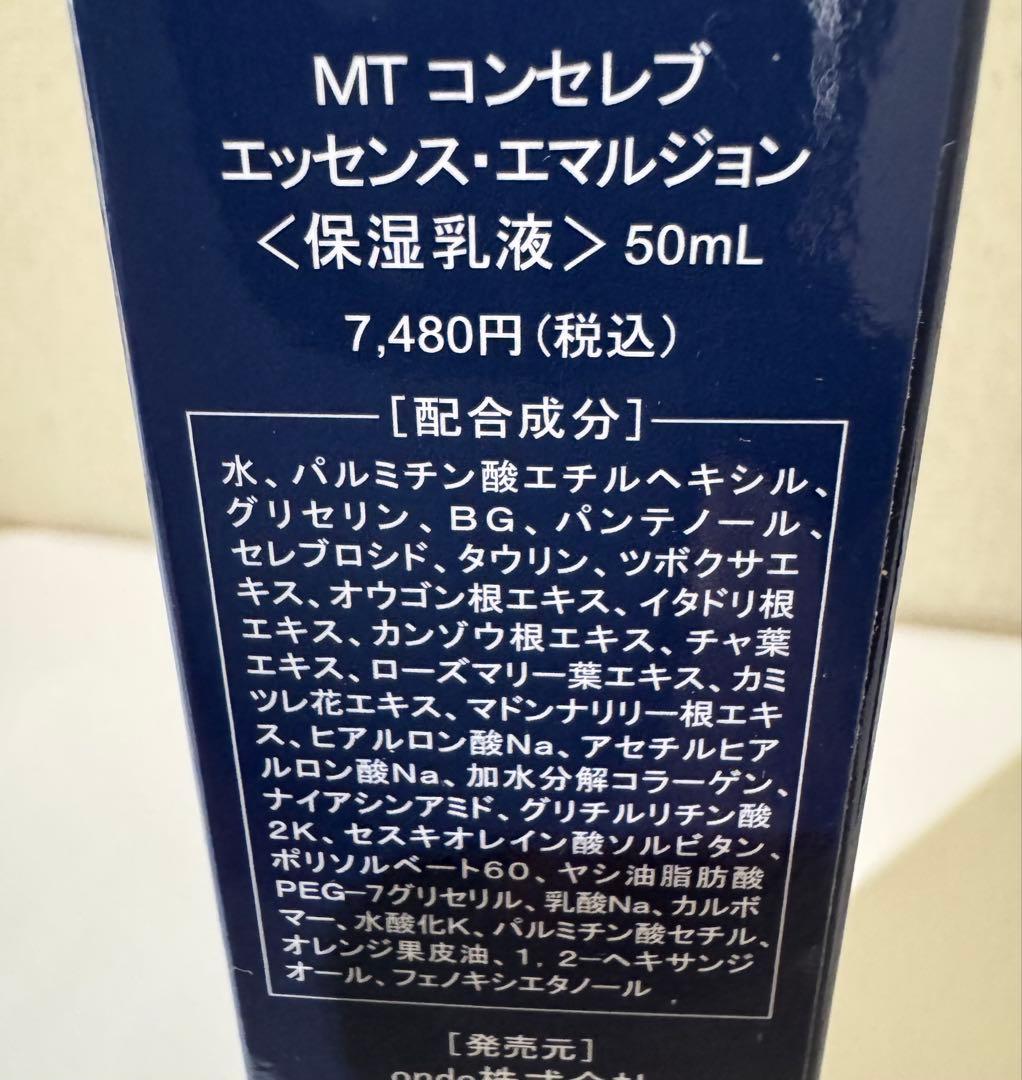 MT コンセレブ
エッセンス・エマルジョン
＜保湿乳液＞ 50mL
7,480円（税込）
［配合成分］
水、パルミチン酸エチルヘキシル、
グリセリン、BG、パンテノール、
セレブロシド、タウリン、ツボクサエ
キス、オウゴン根エキス、イタドリ根
エキス、カンゾウ根エキス、チャ葉
エキス、ローズマリー葉エキス、カミ
ツレ花エキス、マドンナリリー根エキ
ス、ヒアルロン酸Na、アセチルヒア
ルロン酸Na、加水分解コラーゲン、
ナイアシンアミド、グリチルリチン酸
2K、セスキオレイン酸ソルビタン、
ポリソルベート60、ヤシ油脂肪酸
PEG-7グリセリル、乳酸Na、カルボ
マー、水酸化K、パルミチン酸セチル、
オレンジ果皮油、1，2-ヘキサンジ
オール、フェノキシエタノール
［発売元］
株式会社